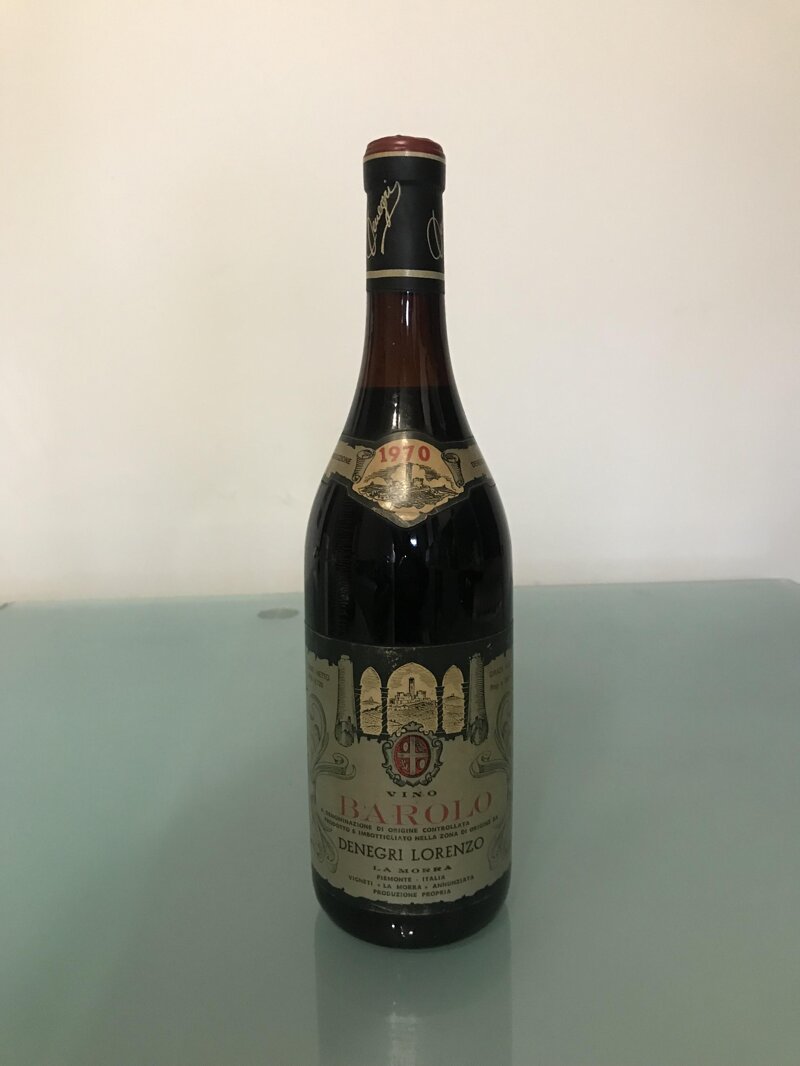 Denegri
1970
VINO
BAROLO
A DENOMINAZIONE DI ORIGINE CONTROLLATA
PRODOTTO E IMBOTTIGLIATO NELLA ZONA DI ORIGINE DA
DENEGRI LORENZO
LA MORRA
PIEMONTE - ITALIA
VIGNETI « LA MORRA » ANNUNZIATA
PRODUZIONE PROPRIA